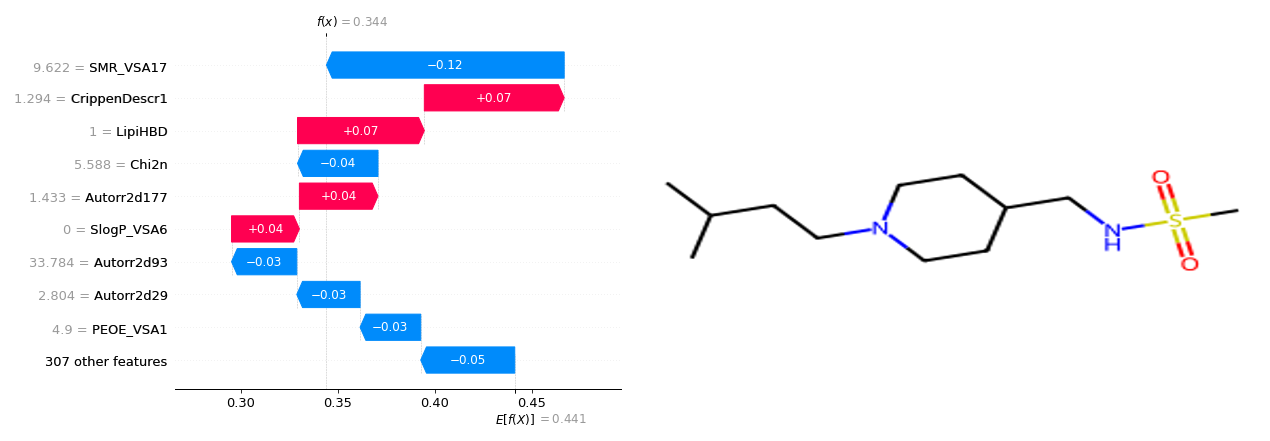 f(x) = 0.344
9.622 = SMR_VSA17
−0.12
1.294 = CrippenDescr1
+0.07
1 = LipiHBD
+0.07
5.588 = Chi2n
−0.04
1.433 = Autorr2d177
+0.04
0 = SlogP_VSA6
+0.04
33.784 = Autorr2d93
−0.03
2.804 = Autorr2d29
−0.03
4.9 = PEOE_VSA1
−0.03
307 other features
−0.05
0.30 0.35 0.40 0.45
E[f(X)] = 0.441
O
N
N
H
S
O